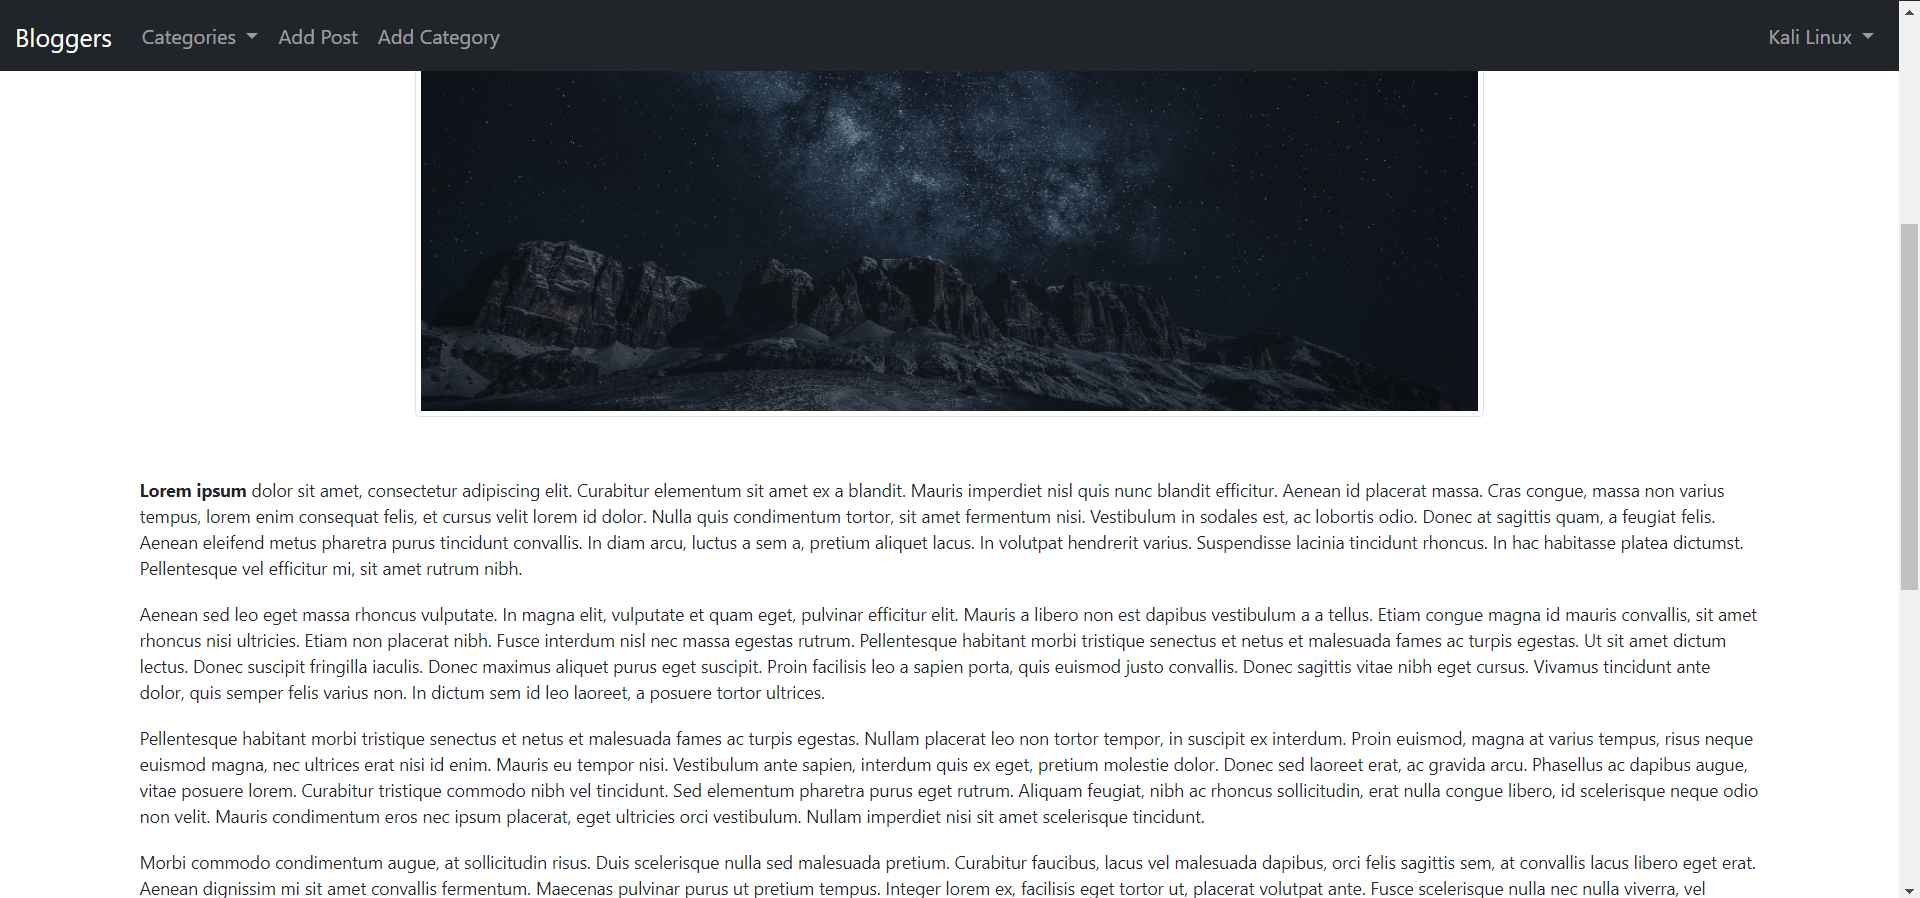 Bloggers Categories Add Post Add Category Kali Linux
Lorem ipsum dolor sit amet, consectetur adipiscing elit. Curabitur elementum sit amet ex a blandit. Mauris imperdiet nisl quis nunc blandit efficitur. Aenean id placerat massa. Cras congue, massa non varius
tempus, lorem enim consequat felis, et cursus velit lorem id dolor. Nulla quis condimentum tortor, sit amet fermentum nisi. Vestibulum in sodales est, ac lobortis odio. Donec at sagittis quam, a feugiat felis.
Aenean eleifend metus pharetra purus tincidunt convallis. In diam arcu, luctus a sem a, pretium aliquet lacus. In volutpat hendrerit varius. Suspendisse lacinia tincidunt rhoncus. In hac habitasse platea dictumst.
Pellentesque vel efficitur mi, sit amet rutrum nibh.
Aenean sed leo eget massa rhoncus vulputate. In magna elit, vulputate et quam eget, pulvinar efficitur elit. Mauris a libero non est dapibus vestibulum a a tellus. Etiam congue magna id mauris convallis, sit amet
rhoncus nisi ultricies. Etiam non placerat nibh. Fusce interdum nisl nec massa egestas rutrum. Pellentesque habitant morbi tristique senectus et netus et malesuada fames ac turpis egestas. Ut sit amet dictum
lectus. Donec suscipit fringilla iaculis. Donec maximus aliquet purus eget suscipit. Proin facilisis leo a sapien porta, quis euismod justo convallis. Donec sagittis vitae nibh eget cursus. Vivamus tincidunt ante
dolor, quis semper felis varius non. In dictum sem id leo laoreet, a posuere tortor ultrices.
Pellentesque habitant morbi tristique senectus et netus et malesuada fames ac turpis egestas. Nullam placerat leo non tortor tempor, in suscipit ex interdum. Proin euismod, magna at varius tempus, risus neque
euismod magna, nec ultrices erat nisi id enim. Mauris eu tempor nisi. Vestibulum ante sapien, interdum quis ex eget, pretium molestie dolor. Donec sed laoreet erat, ac gravida arcu. Phasellus ac dapibus augue,
vitae posuere lorem. Curabitur tristique commodo nibh vel tincidunt. Sed elementum pharetra purus eget rutrum. Aliquam feugiat, nibh ac rhoncus sollicitudin, erat nulla congue libero, id scelerisque neque odio
non velit. Mauris condimentum eros nec ipsum placerat, eget ultricies orci vestibulum. Nullam imperdiet nisi sit amet scelerisque tincidunt.
Morbi commodo condimentum augue, at sollicitudin risus. Duis scelerisque nulla sed malesuada pretium. Curabitur faucibus, lacus vel malesuada dapibus, orci felis sagittis sem, at convallis lacus libero eget erat.
Aenean dignissim mi sit amet convallis fermentum. Maecenas pulvinar purus ut pretium tempus. Integer lorem ex, facilisis eget tortor ut, placerat volutpat ante. Fusce scelerisque nulla nec nulla viverra, vel